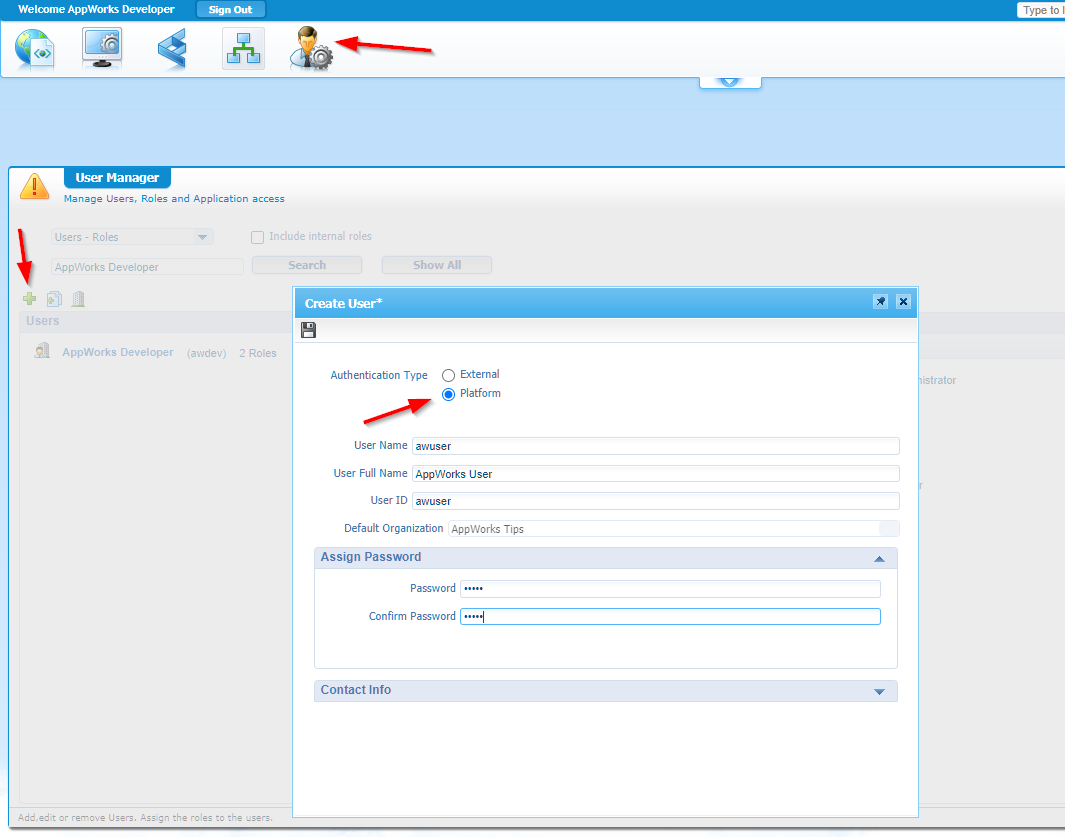 Welcome AppWorks Developer
Sign Out
Type to
User Manager
Manage Users, Roles and Application access
Users - Roles
Include internal roles
AppWorks Developer
Search
Show All
Users
AppWorks Developer (awdev) 2 Roles
nistrator
r
Create User*
Authentication Type
External
Platform
User Name awuser
User Full Name AppWorks User
User ID awuser
Default Organization AppWorks Tips
Assign Password
Password •••••
Confirm Password •••••
Contact Info
Add,edit or remove Users. Assign the roles to the users.